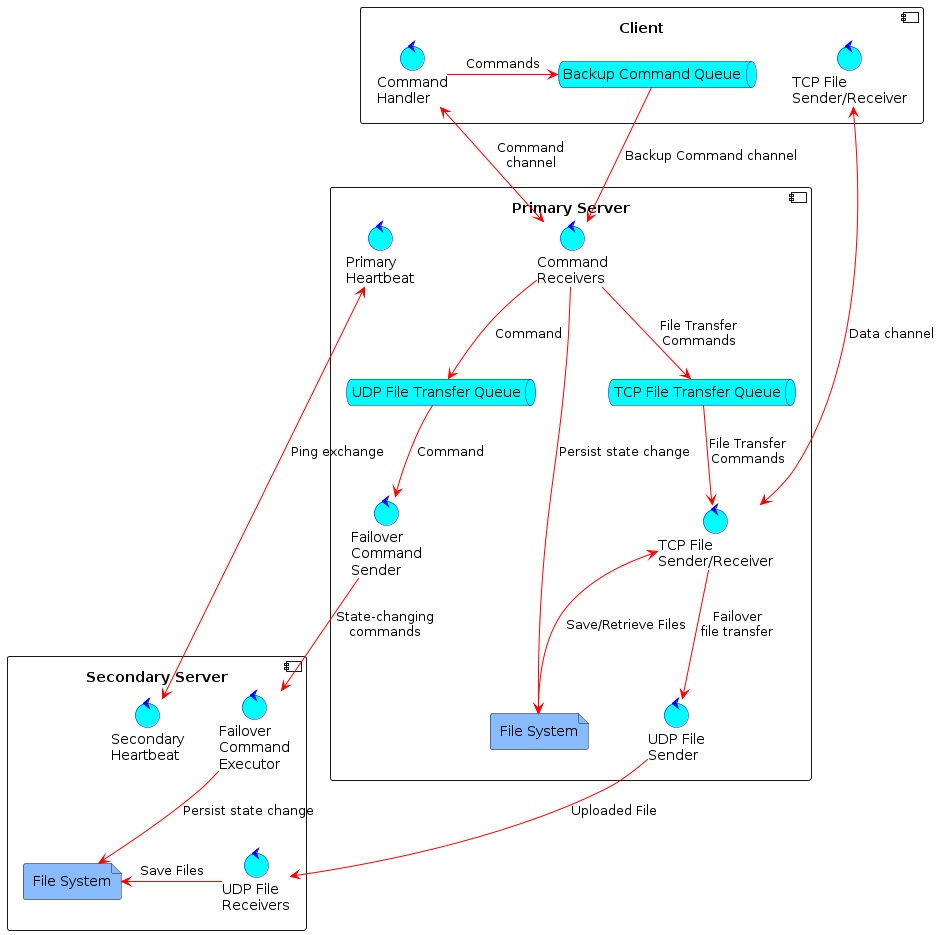 Client
Command
Handler
Commands
Backup Command Queue
TCP File
Sender/Receiver
Command
channel
Backup Command channel
Primary Server
Primary
Heartbeat
Command
Receivers
Command
File Transfer
Commands
Data channel
UDP File Transfer Queue
TCP File Transfer Queue
Ping exchange
Command
Persist state change
File Transfer
Commands
Failover
Command
Sender
TCP File
Sender/Receiver
State-changing
commands
Save/Retrieve Files
Failover
file transfer
Secondary Server
Secondary
Heartbeat
Failover
Command
Executor
File System
UDP File
Sender
Persist state change
Uploaded File
File System
Save Files
UDP File
Receivers